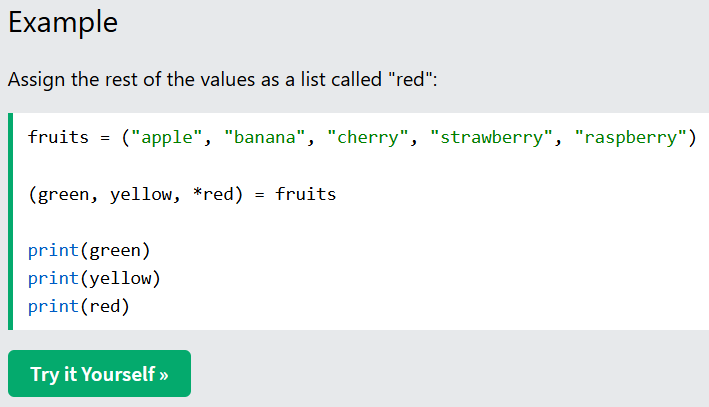 Example
Assign the rest of the values as a list called "red":
fruits = ("apple", "banana", "cherry", "strawberry", "raspberry")
(green, yellow, *red) = fruits
print(green)
print(yellow)
print(red)
Try it Yourself »